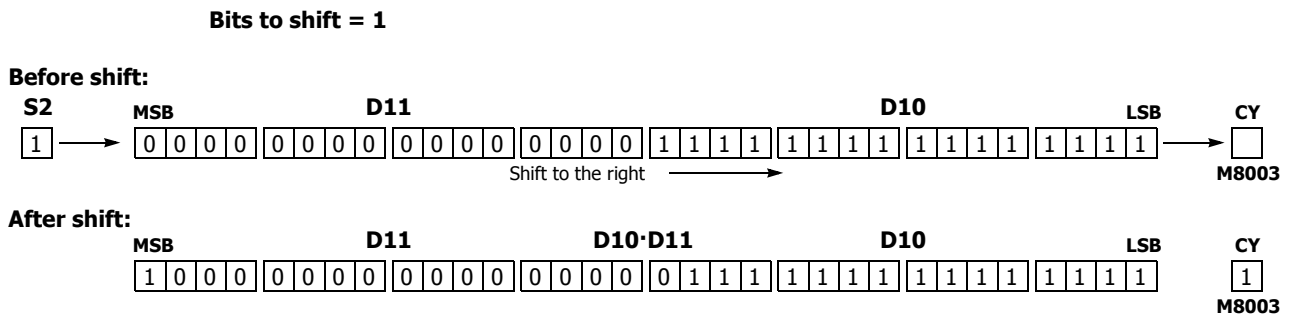 Bits to shift = 1
Before shift:
S2 MSB D11 D10 LSB CY
1 0 0 0 0 0 0 0 0 0 0 0 0 0 0 0 0 1 1 1 1 1 1 1 1 1 1 1 1 1 1 1 1
Shift to the right M8003
After shift:
MSB D11 D10·D11 D10 LSB CY
1 0 0 0 0 0 0 0 0 0 0 0 0 0 0 0 0 1 1 1 1 1 1 1 1 1 1 1 1 1 1 1 1
M8003